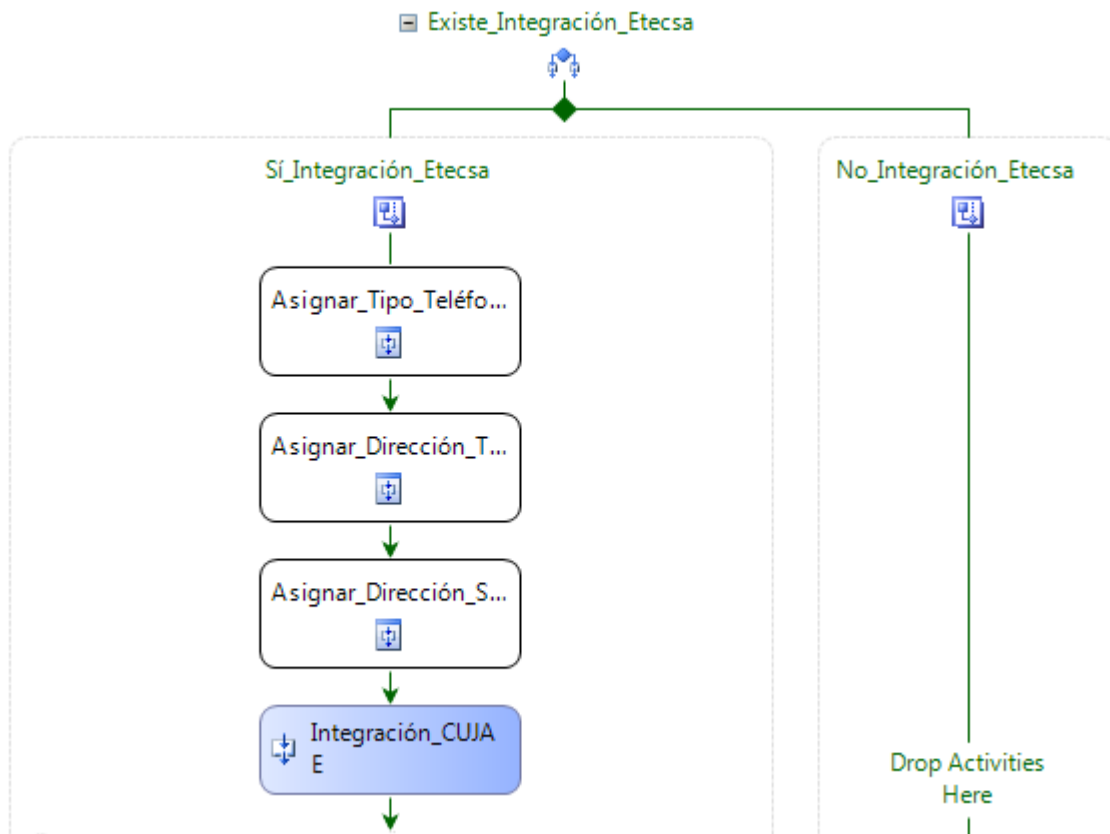 Existe_Integración_Etecsa
Sí_Integración_Etecsa
No_Integración_Etecsa
Asignar_Tipo_Teléfo...
Asignar_Dirección_T...
Asignar_Dirección_S...
Integración_CUJA
E
Drop Activities
Here